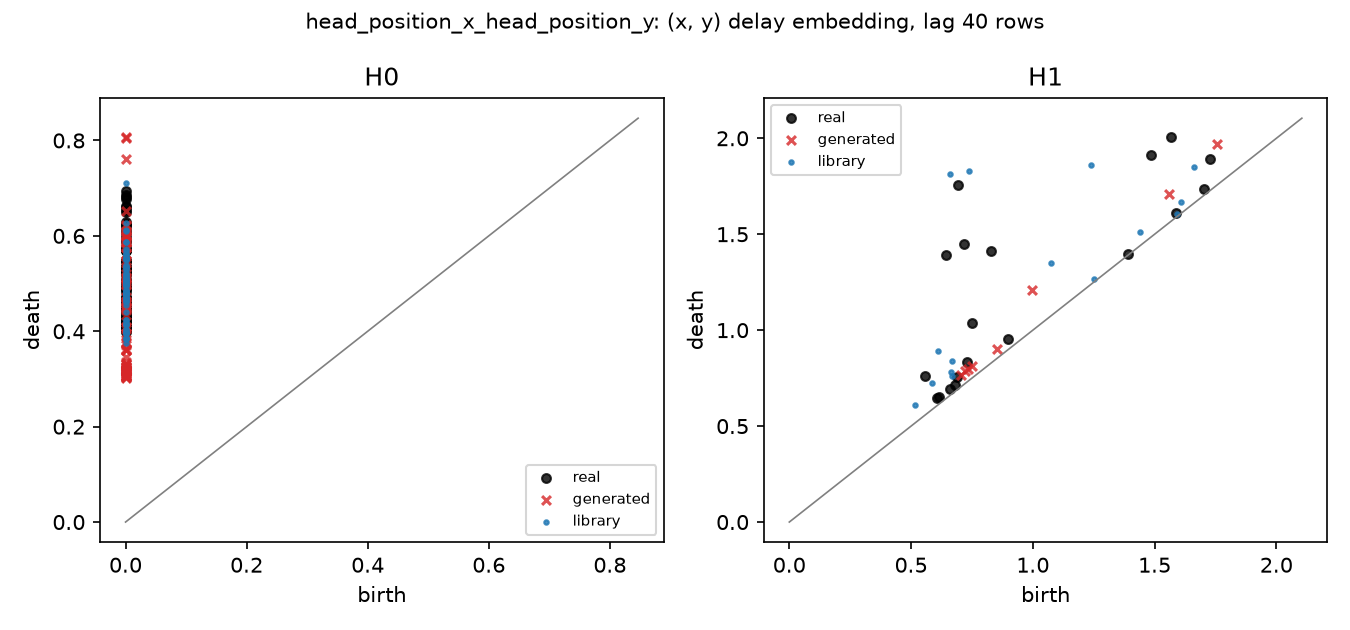 head_position_x_head_position_y: (x, y) delay embedding, lag 40 rows
H0
death
0.8
0.6
0.4
0.2
0.0
0.0 0.2 0.4 0.6 0.8
birth
real
generated
library
H1
death
2.0
1.5
1.0
0.5
0.0
0.0 0.5 1.0 1.5 2.0
birth
real
generated
library